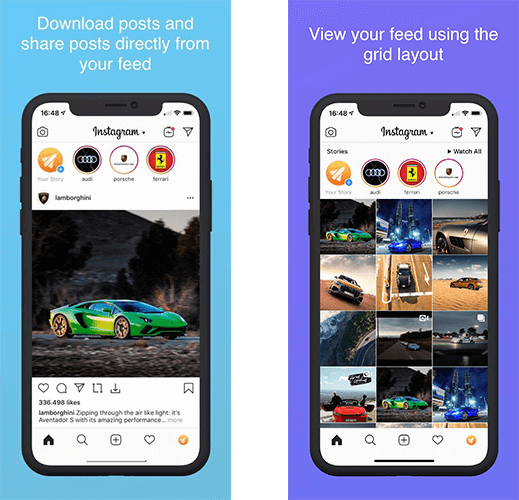 Download posts and
share posts directly from
your feed
16:48
Instagram
Your Story audi porsche ferrari
lamborghini
336.498 likes
lamborghini Zipping through the air like light: it's
Aventador S with its amazing performance... more
View your feed using the
grid layout
16:48
Instagram
Stories Watch All
Your Story audi ferrari porsche